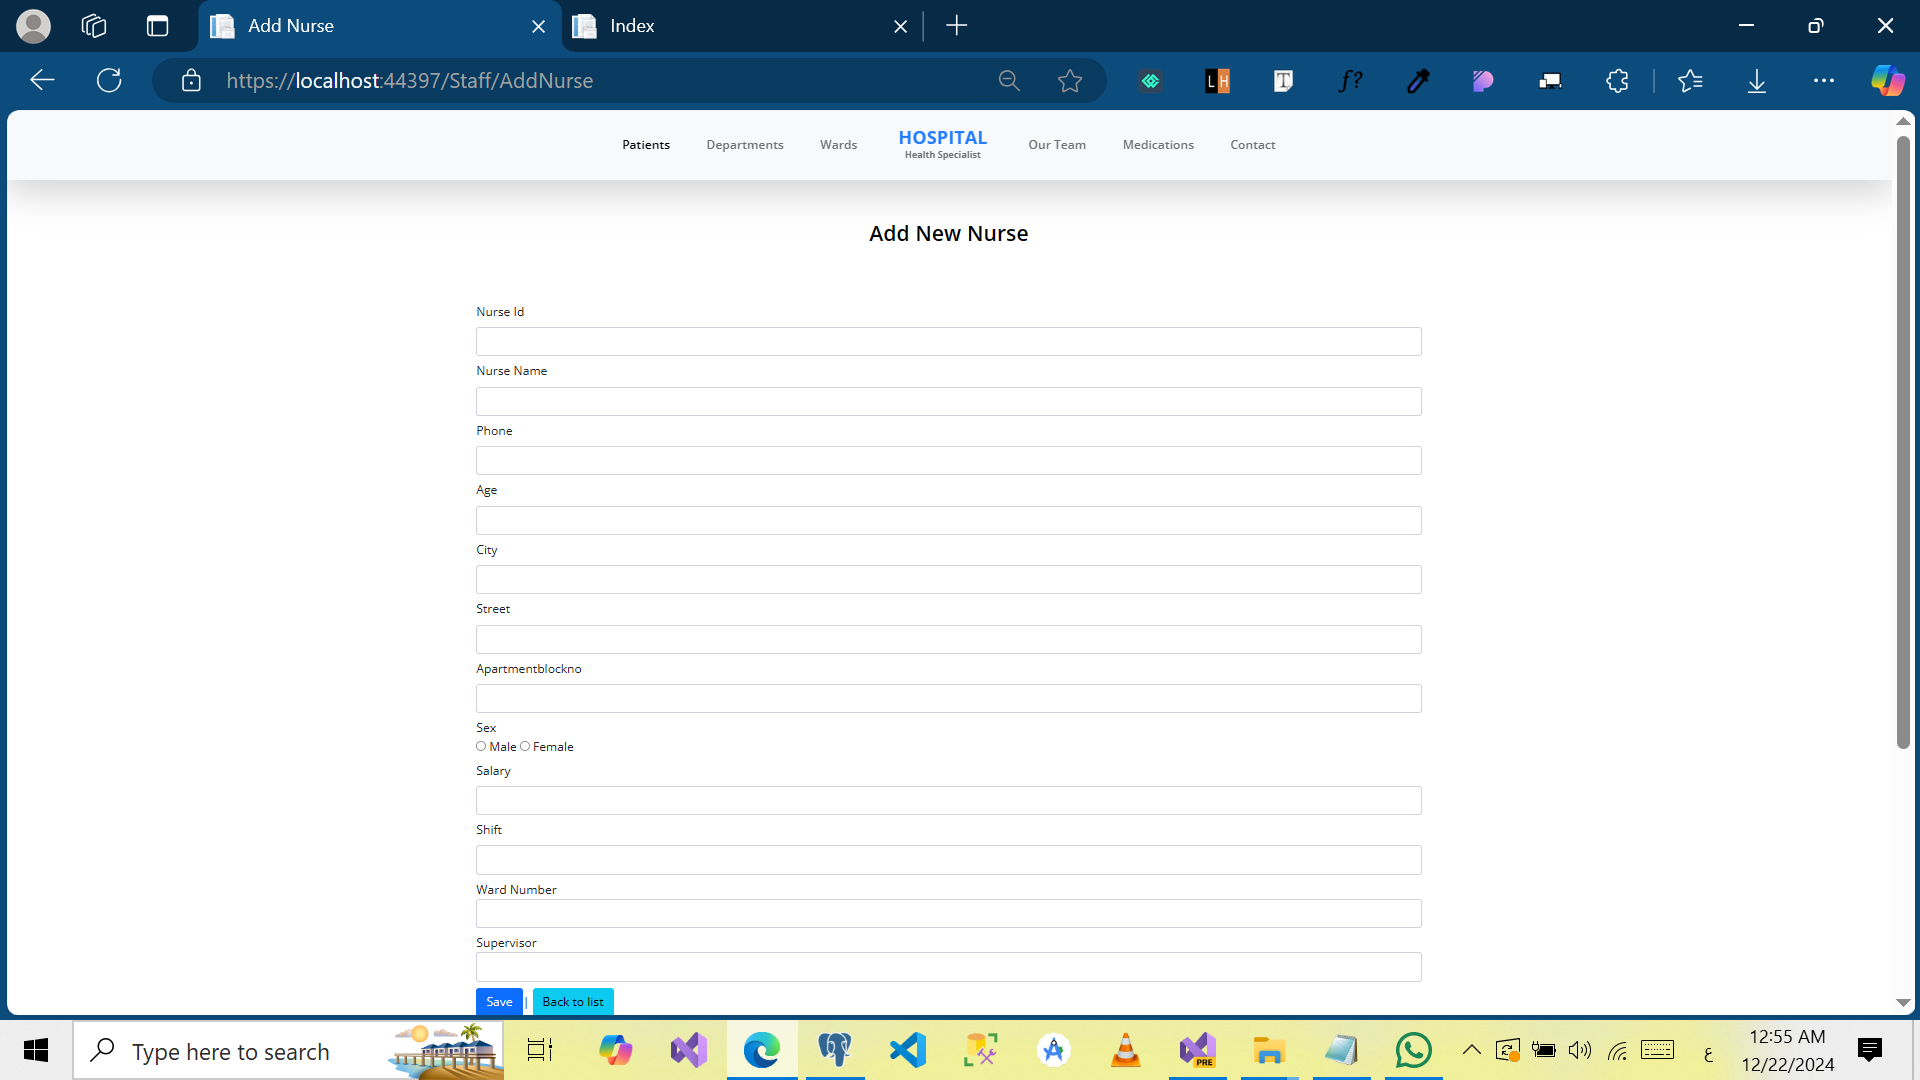 Add Nurse
Index
https://localhost:44397/Staff/AddNurse
L H
T
f?
Patients
Departments
Wards
HOSPITAL
Health Specialist
Our Team
Medications
Contact
Add New Nurse
Nurse Id
Nurse Name
Phone
Age
City
Street
Apartmentblockno
Sex
Male Female
Salary
Shift
Ward Number
Supervisor
Save | Back to list
Type here to search
PRE
ع
12:55 AM
12/22/2024